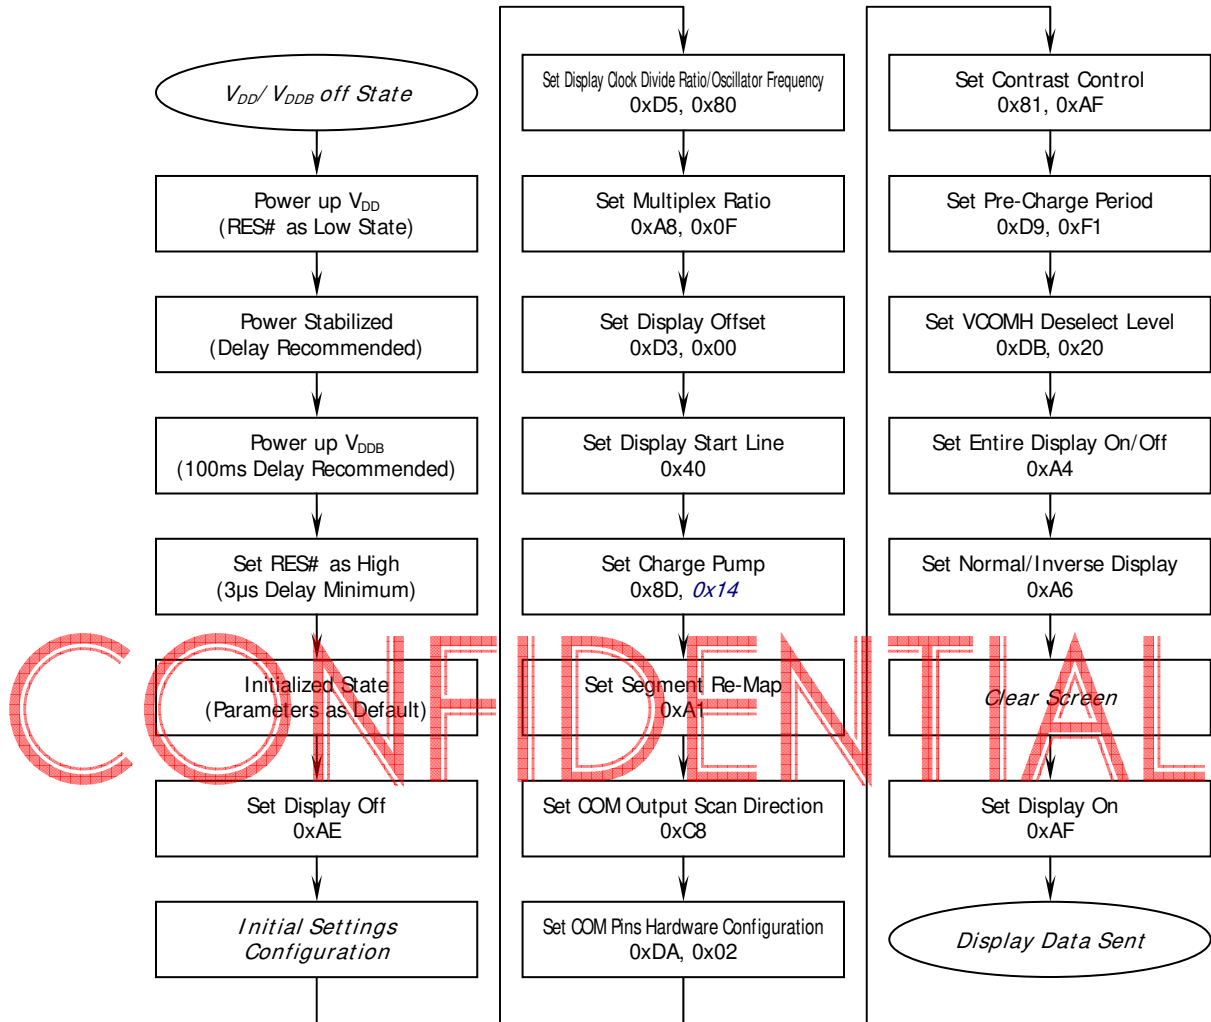 V_DD/ V_DDB off State
Power up V_DD
(RES# as Low State)
Power Stabilized
(Delay Recommended)
Power up V_DDB
(100ms Delay Recommended)
Set RES# as High
(3µs Delay Minimum)
Initialized State
(Parameters as Default)
Set Display Off
0xAE
Initial Settings
Configuration
Set Display Clock Divide Ratio/Oscillator Frequency
0xD5, 0x80
Set Multiplex Ratio
0xA8, 0x0F
Set Display Offset
0xD3, 0x00
Set Display Start Line
0x40
Set Charge Pump
0x8D, 0x14
Set Segment Re-Map
0xA1
Set COM Output Scan Direction
0xC8
Set COM Pins Hardware Configuration
0xDA, 0x02
Set Contrast Control
0x81, 0xAF
Set Pre-Charge Period
0xD9, 0xF1
Set VCOMH Deselect Level
0xDB, 0x20
Set Entire Display On/Off
0xA4
Set Normal/Inverse Display
0xA6
Clear Screen
Set Display On
0xAF
Display Data Sent
CONFIDENTIAL